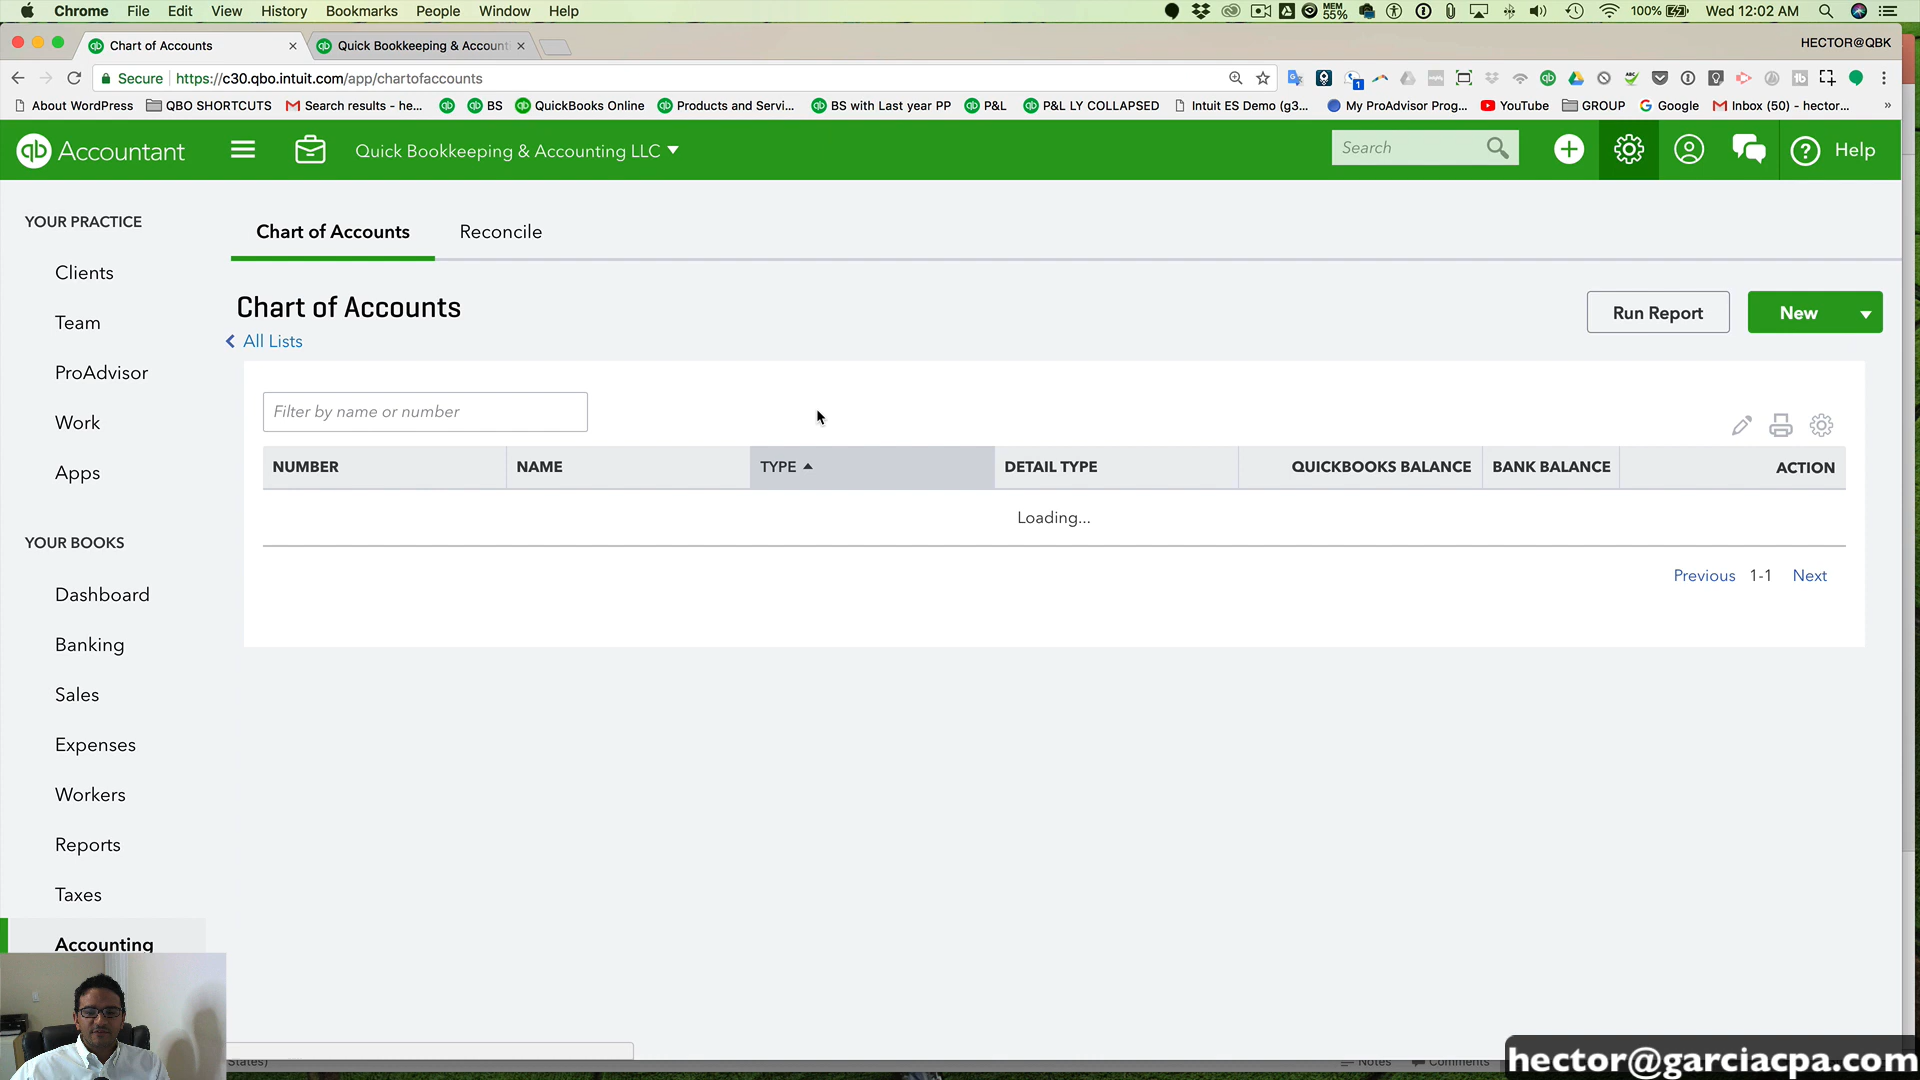 Chrome File Edit View History Bookmarks People Window Help MEM 55% 100% Wed 12:02 AM
Chart of Accounts Quick Bookkeeping & Account HECTOR@QBK
Secure https://c30.qbo.intuit.com/app/chartofaccounts
About WordPress QBO SHORTCUTS Search results - he... BS QuickBooks Online Products and Servi... BS with Last year PP P&L P&L LY COLLAPSED Intuit ES Demo (g3... My ProAdvisor Prog... YouTube GROUP Google Inbox (50) - hector... »
qb Accountant Quick Bookkeeping & Accounting LLC Search Help
YOUR PRACTICE
Clients
Team
ProAdvisor
Work
Apps
YOUR BOOKS
Dashboard
Banking
Sales
Expenses
Workers
Reports
Taxes
Accounting
Chart of Accounts Reconcile
Chart of Accounts
All Lists
Run Report New
Filter by name or number
NUMBER NAME TYPE DETAIL TYPE QUICKBOOKS BALANCE BANK BALANCE ACTION
Loading...
Previous 1-1 Next
States) Notes Comments
hector@garciacpa.com